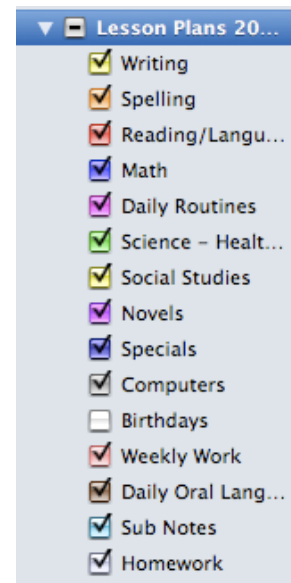 Lesson Plans 20...
Writing
Spelling
Reading/Langu...
Math
Daily Routines
Science – Healt...
Social Studies
Novels
Specials
Computers
Birthdays
Weekly Work
Daily Oral Lang...
Sub Notes
Homework